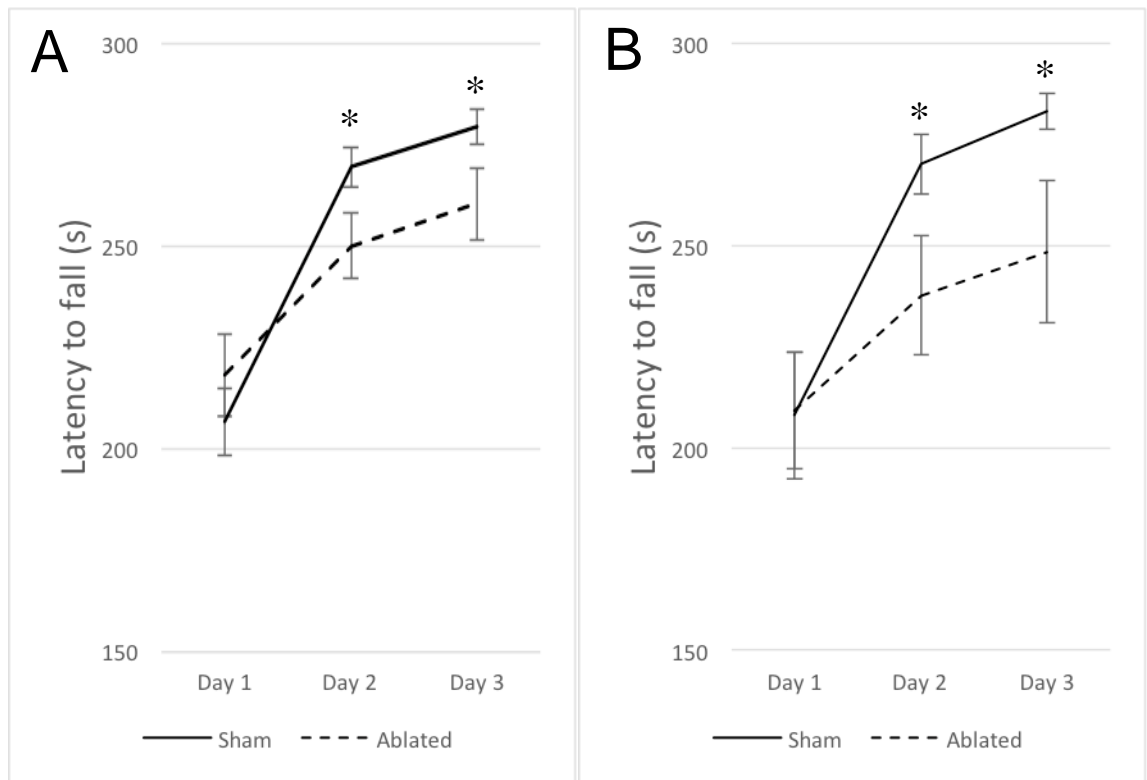 A
Latency to fall (s)
300
*
*
250
200
150
Day 1 Day 2 Day 3
Sham Ablated
B
Latency to fall (s)
300
*
*
250
200
150
Day 1 Day 2 Day 3
Sham Ablated